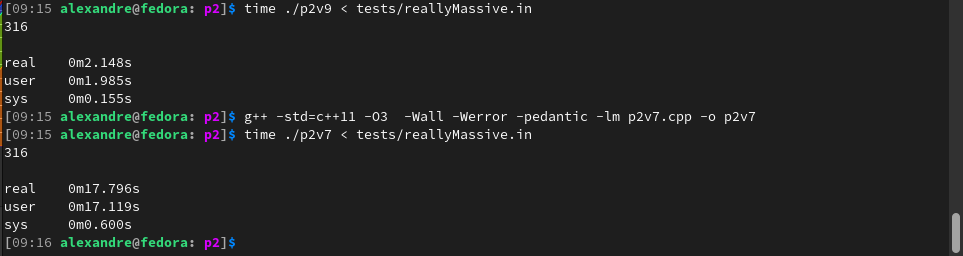 [09:15 alexandre@fedora: p2]$ time ./p2v9 < tests/reallyMassive.in
316
real    0m2.148s
user    0m1.985s
sys     0m0.155s
[09:15 alexandre@fedora: p2]$ g++ -std=c++11 -O3  -Wall -Werror -pedantic -lm p2v7.cpp -o p2v7
[09:15 alexandre@fedora: p2]$ time ./p2v7 < tests/reallyMassive.in
316
real    0m17.796s
user    0m17.119s
sys     0m0.600s
[09:16 alexandre@fedora: p2]$